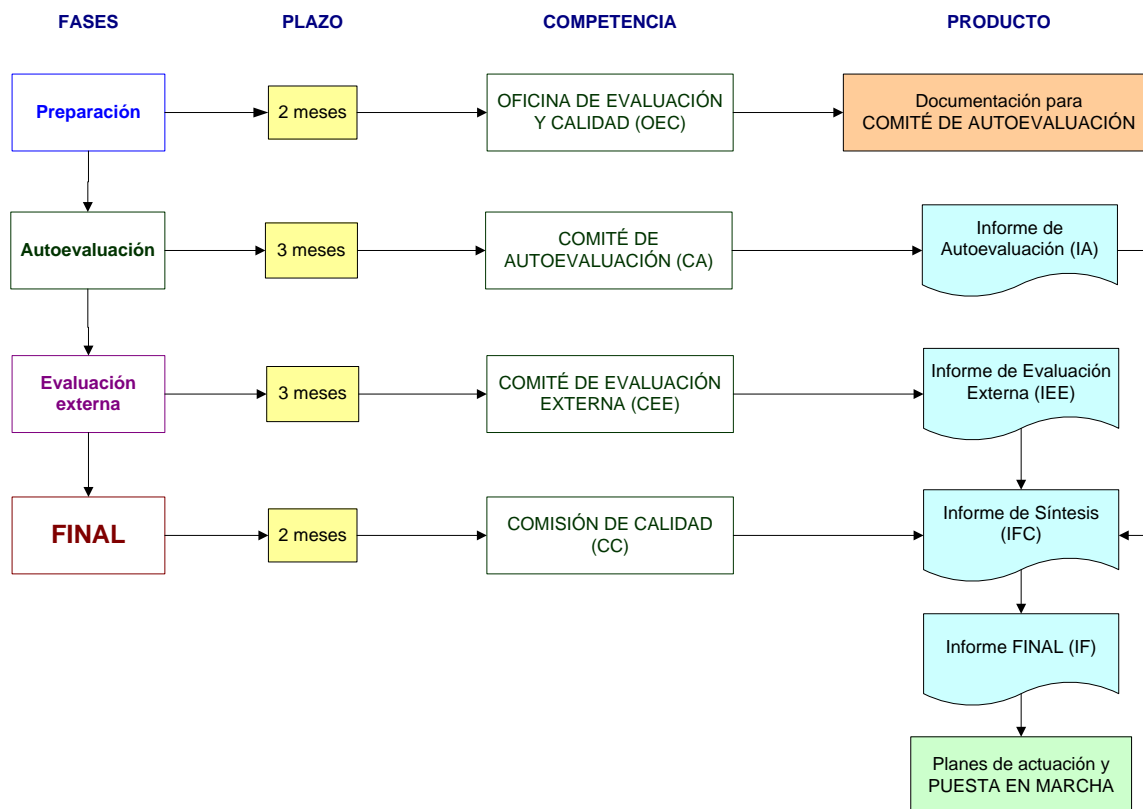 FASES
PLAZO
COMPETENCIA
PRODUCTO
Preparación
2 meses
OFICINA DE EVALUACIÓN
Y CALIDAD (OEC)
Documentación para
COMITÉ DE AUTOEVALUACIÓN
Autoevaluación
3 meses
COMITÉ DE
AUTOEVALUACIÓN (CA)
Informe de
Autoevaluación (IA)
Evaluación
externa
3 meses
COMITÉ DE EVALUACIÓN
EXTERNA (CEE)
Informe de Evaluación
Externa (IEE)
FINAL
2 meses
COMISIÓN DE CALIDAD
(CC)
Informe de Síntesis
(IFC)
Informe FINAL (IF)
Planes de actuación y
PUESTA EN MARCHA